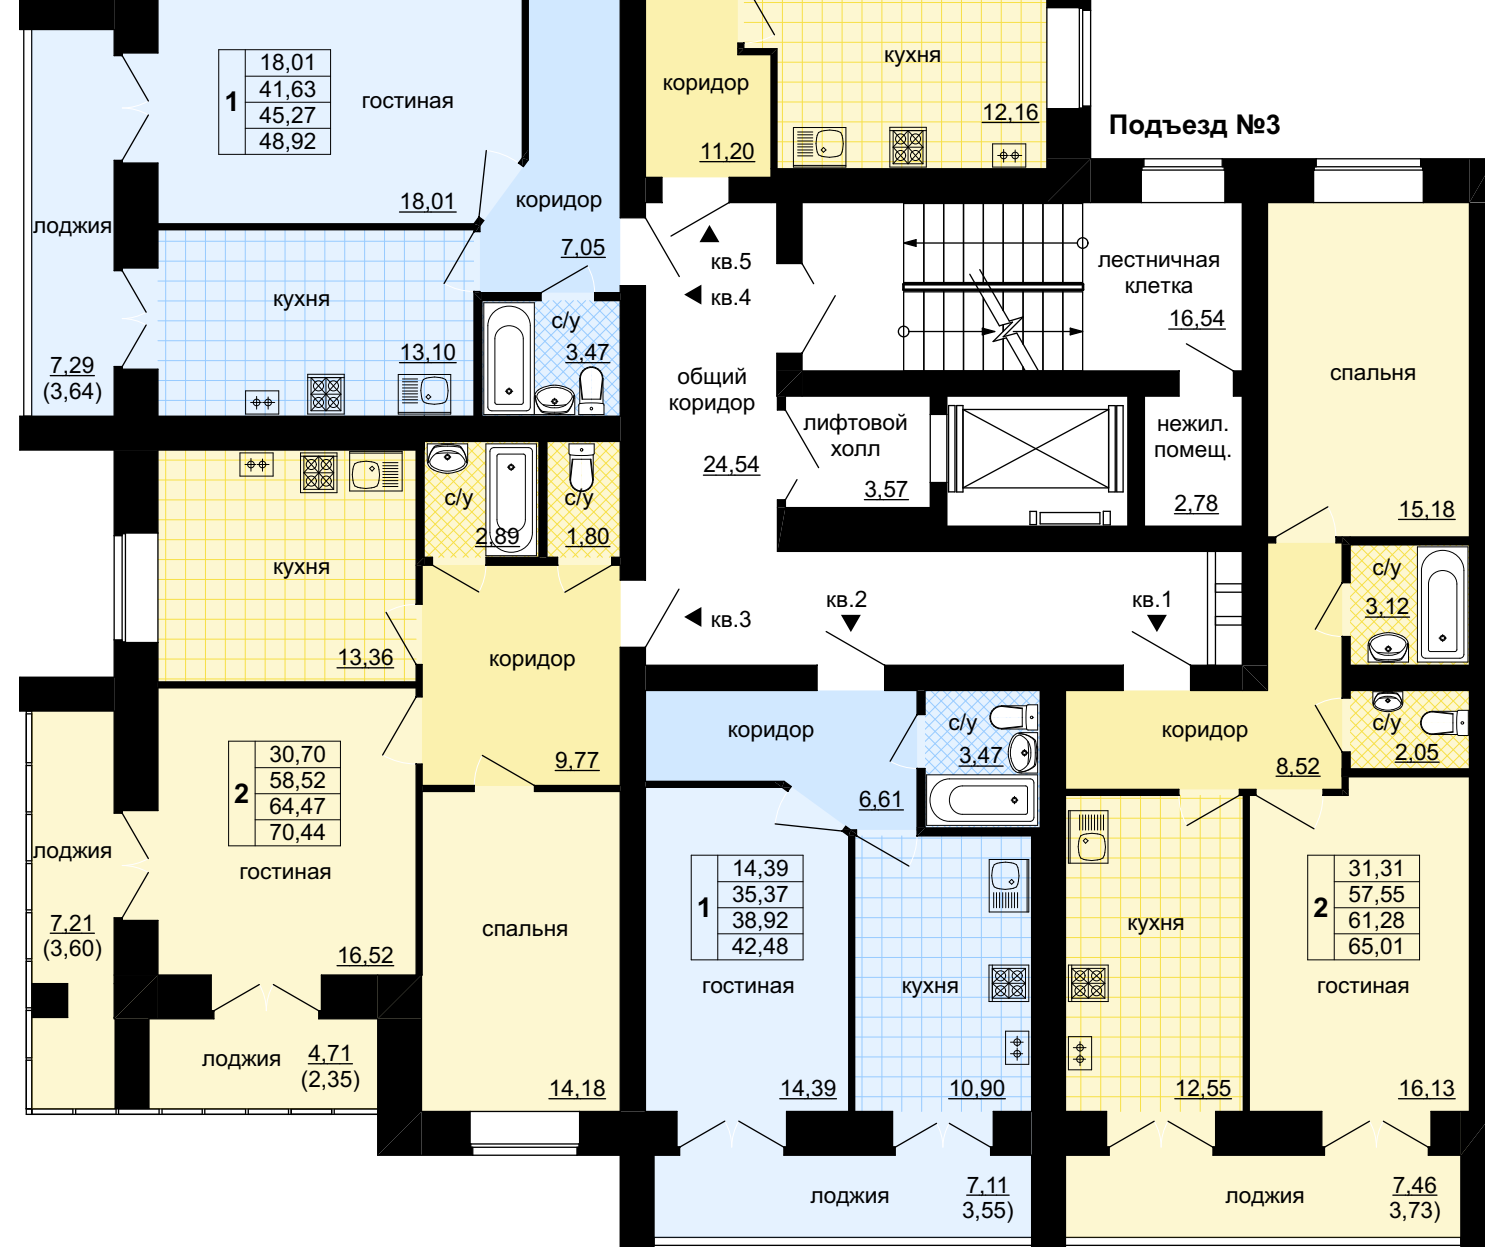 18,01
41,63
1
45,27
48,92
гостиная
18,01
коридор
7,05
лоджия
7,29
(3,64)
кухня
13,10
с/у
3,47
коридор
11,20
кухня
12,16
Подъезд №3
кв.5
кв.4
общий
коридор
24,54
лестничная
клетка
16,54
лифтовой
холл
3,57
нежил.
помещ.
2,78
спальня
15,18
кухня
13,36
с/у
2,89
с/у
1,80
коридор
9,77
кв.3
кв.2
кв.1
с/у
3,12
с/у
2,05
коридор
8,52
30,70
58,52
2
64,47
70,44
гостиная
16,52
лоджия
7,21
(3,60)
лоджия
4,71
(2,35)
спальня
14,18
коридор
6,61
с/у
3,47
14,39
35,37
1
38,92
42,48
гостиная
14,39
кухня
10,90
лоджия
7,11
3,55)
кухня
12,55
31,31
57,55
2
61,28
65,01
гостиная
16,13
лоджия
7,46
3,73)